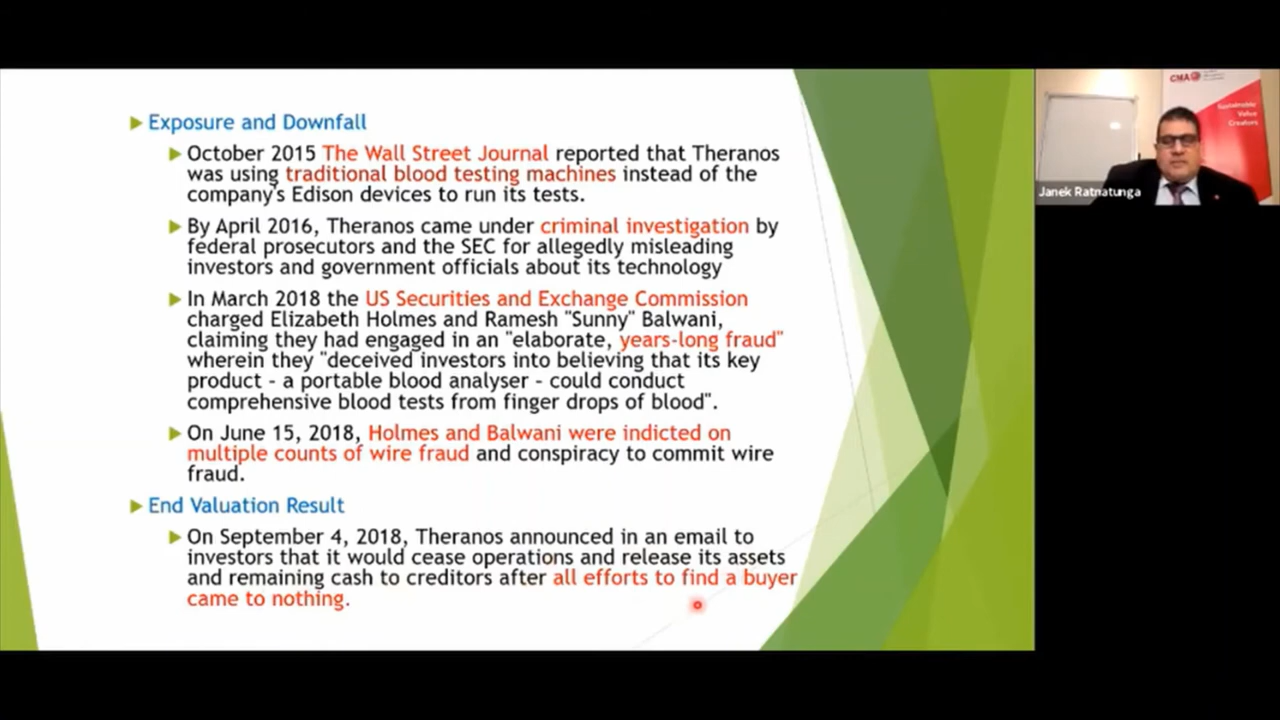 Exposure and Downfall
October 2015 The Wall Street Journal reported that Theranos
was using traditional blood testing machines instead of the
company's Edison devices to run its tests.
By April 2016, Theranos came under criminal investigation by
federal prosecutors and the SEC for allegedly misleading
investors and government officials about its technology
In March 2018 the US Securities and Exchange Commission
charged Elizabeth Holmes and Ramesh "Sunny" Balwani,
claiming they had engaged in an "elaborate, years-long fraud"
wherein they "deceived investors into believing that its key
product - a portable blood analyser - could conduct
comprehensive blood tests from finger drops of blood".
On June 15, 2018, Holmes and Balwani were indicted on
multiple counts of wire fraud and conspiracy to commit wire
fraud.
End Valuation Result
On September 4, 2018, Theranos announced in an email to
investors that it would cease operations and release its assets
and remaining cash to creditors after all efforts to find a buyer
came to nothing.
CMA
Sustainable
Value
Creators
Janek Ratnatunga